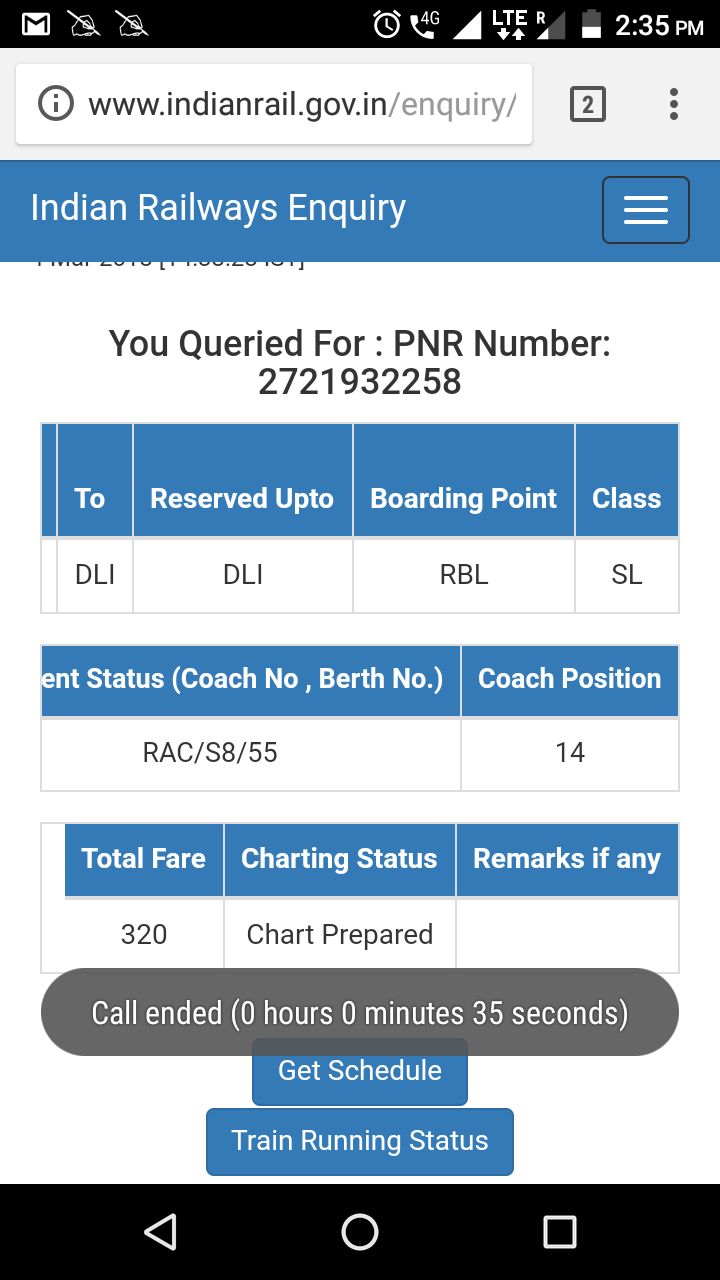 4G LTE R 2:35 PM
www.indianrail.gov.in/enquiry/ 2
Indian Railways Enquiry
You Queried For : PNR Number:
2721932258
To Reserved Upto Boarding Point Class
DLI DLI RBL SL
ent Status (Coach No , Berth No.) Coach Position
RAC/S8/55 14
Total Fare Charting Status Remarks if any
320 Chart Prepared
Call ended (0 hours 0 minutes 35 seconds)
Get Schedule
Train Running Status